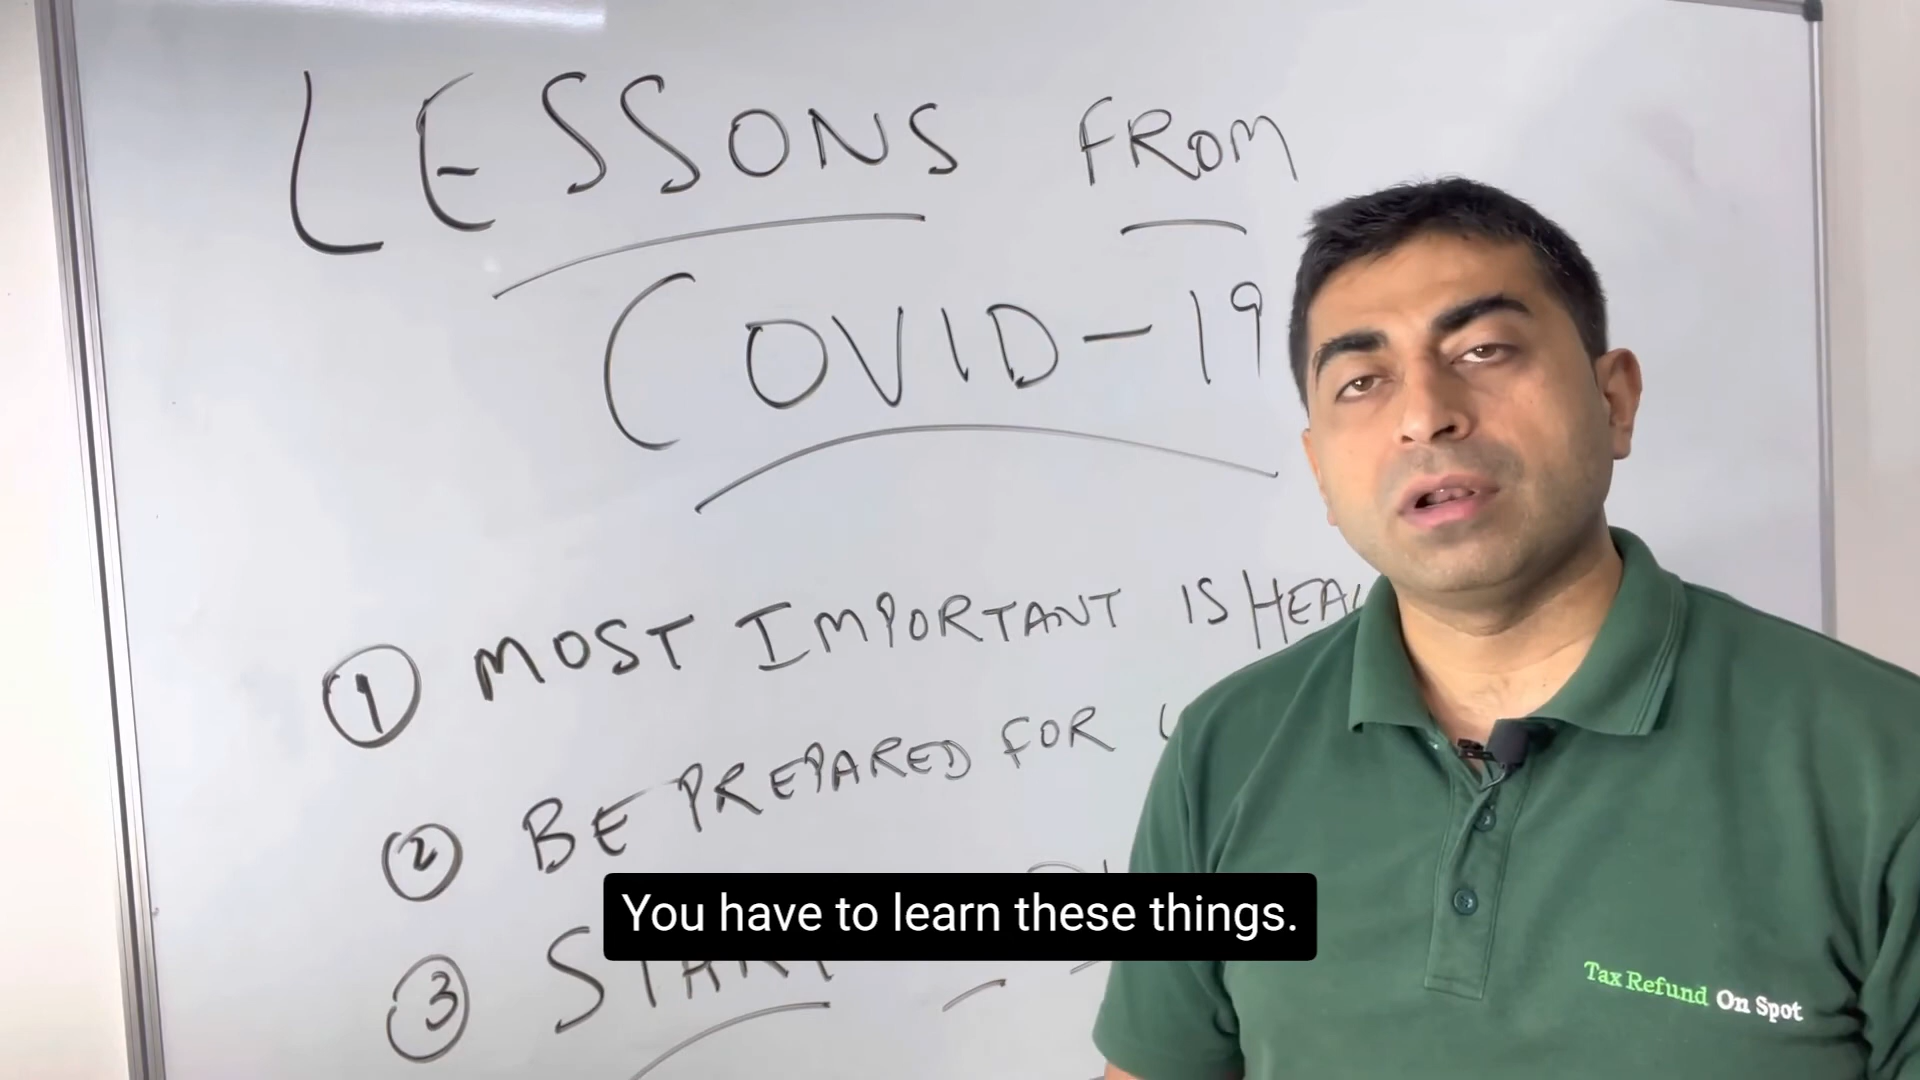 LESSONS FROM
COVID-19
1 MOST IMPORTANT IS
2 BE PREPARED FOR
3 START
You have to learn these things.
Tax Refund On Spot